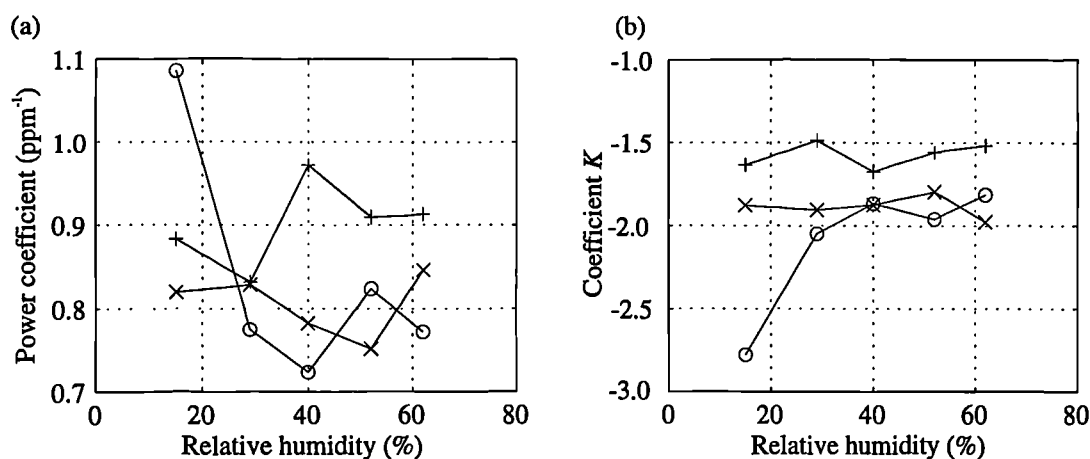 (a)
Power coefficient (ppm⁻¹)
1.1
1.0
0.9
0.8
0.7
0 20 40 60 80
Relative humidity (%)
(b)
Coefficient K
-1.0
-1.5
-2.0
-2.5
-3.0
0 20 40 60 80
Relative humidity (%)